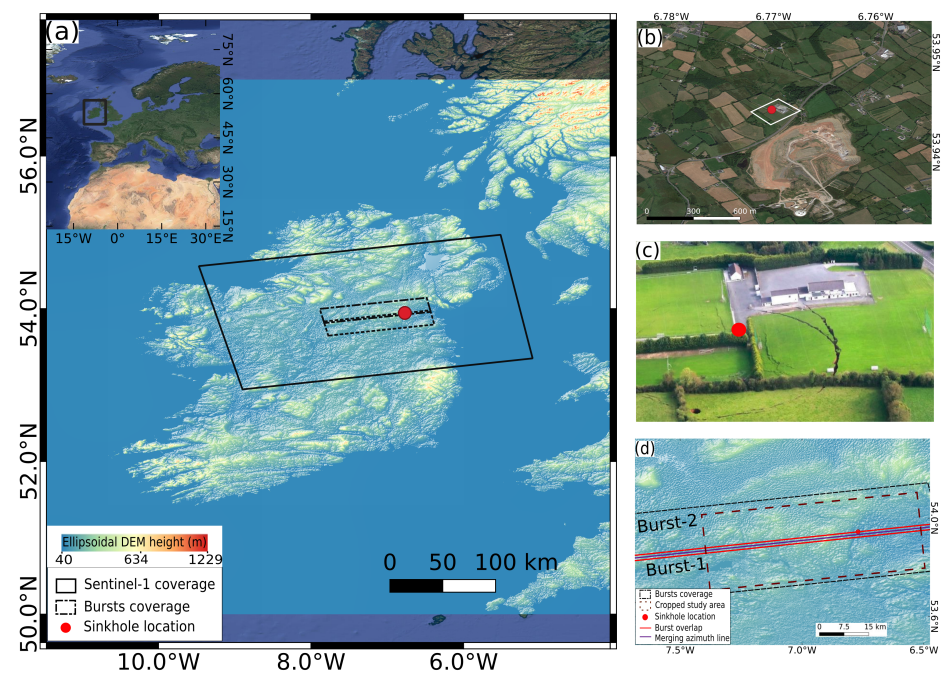 (a)
75°N
60°N
45°N
30°N
15°N
15°W 0° 15°E 30°E
56.0°N
54.0°N
52.0°N
50.0°N
Ellipsoidal DEM height (m)
40 634 1229
Sentinel-1 coverage
Bursts coverage
Sinkhole location
0 50 100 km
10.0°W 8.0°W 6.0°W
6.78°W 6.77°W 6.76°W
(b)
53.95°N
53.94°N
0 300 600 m
(c)
(d)
Burst-2
Burst-1
54.0°N
53.6°N
Bursts coverage
Cropped study area
Sinkhole location
Burst overlap
Merging azimuth line
0 7.5 15 km
7.5°W 7.0°W 6.5°W